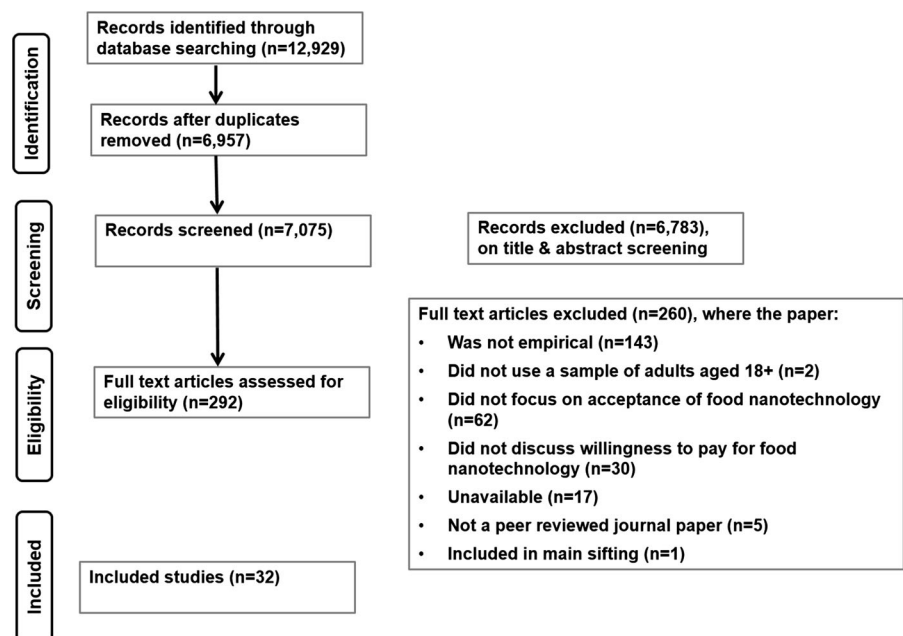 Identification
Records identified through
database searching (n=12,929)
Records after duplicates
removed (n=6,957)
Screening
Records screened (n=7,075)
Records excluded (n=6,783),
on title & abstract screening
Eligibility
Full text articles assessed for
eligibility (n=292)
Full text articles excluded (n=260), where the paper:
• Was not empirical (n=143)
• Did not use a sample of adults aged 18+ (n=2)
• Did not focus on acceptance of food nanotechnology
(n=62)
• Did not discuss willingness to pay for food
nanotechnology (n=30)
• Unavailable (n=17)
• Not a peer reviewed journal paper (n=5)
• Included in main sifting (n=1)
Included
Included studies (n=32)